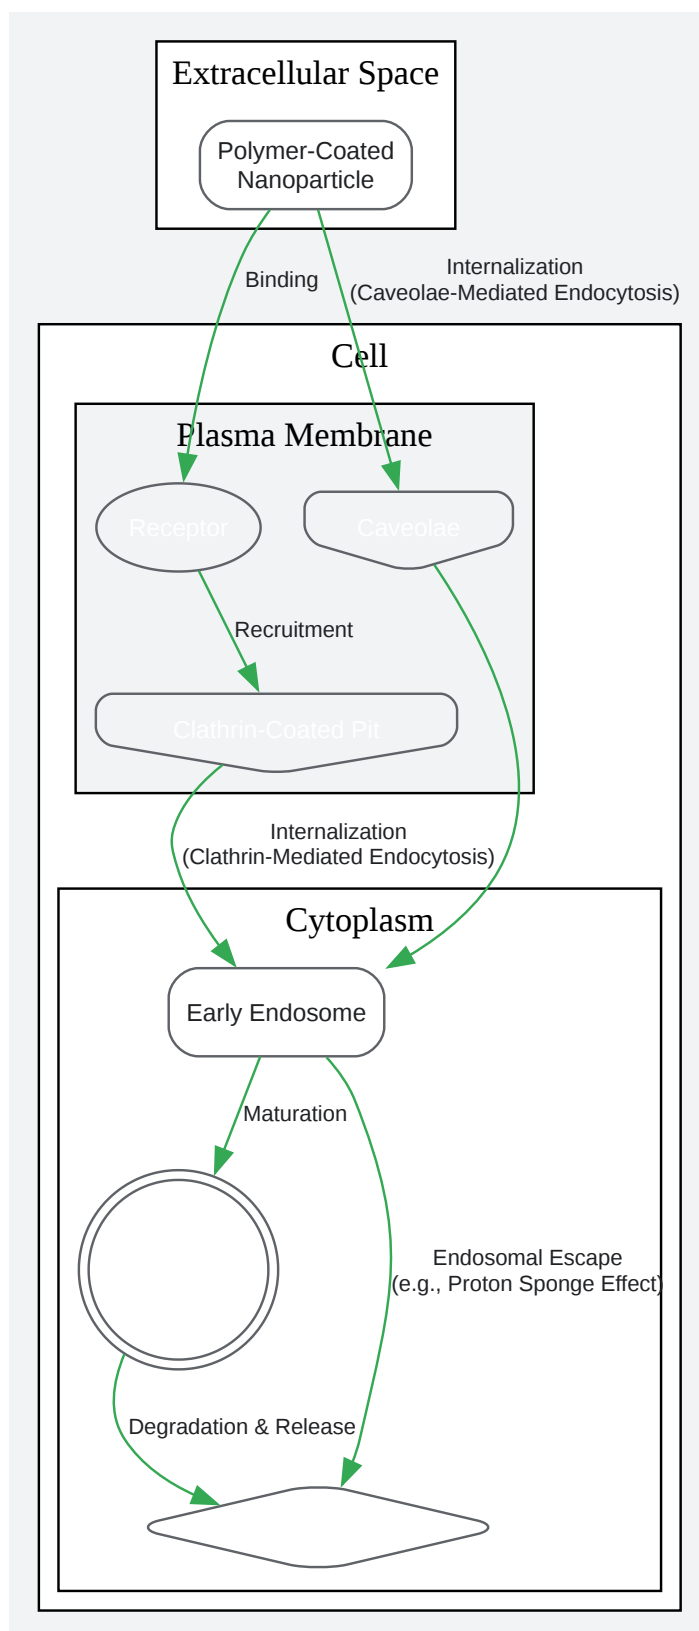 Extracellular Space
Polymer-Coated
Nanoparticle
Binding
Internalization
(Caveolae-Mediated Endocytosis)
Cell
Plasma Membrane
Receptor
Caveolae
Recruitment
Clathrin-Coated Pit
Internalization
(Clathrin-Mediated Endocytosis)
Cytoplasm
Early Endosome
Maturation
Endosomal Escape
(e.g., Proton Sponge Effect)
Degradation & Release